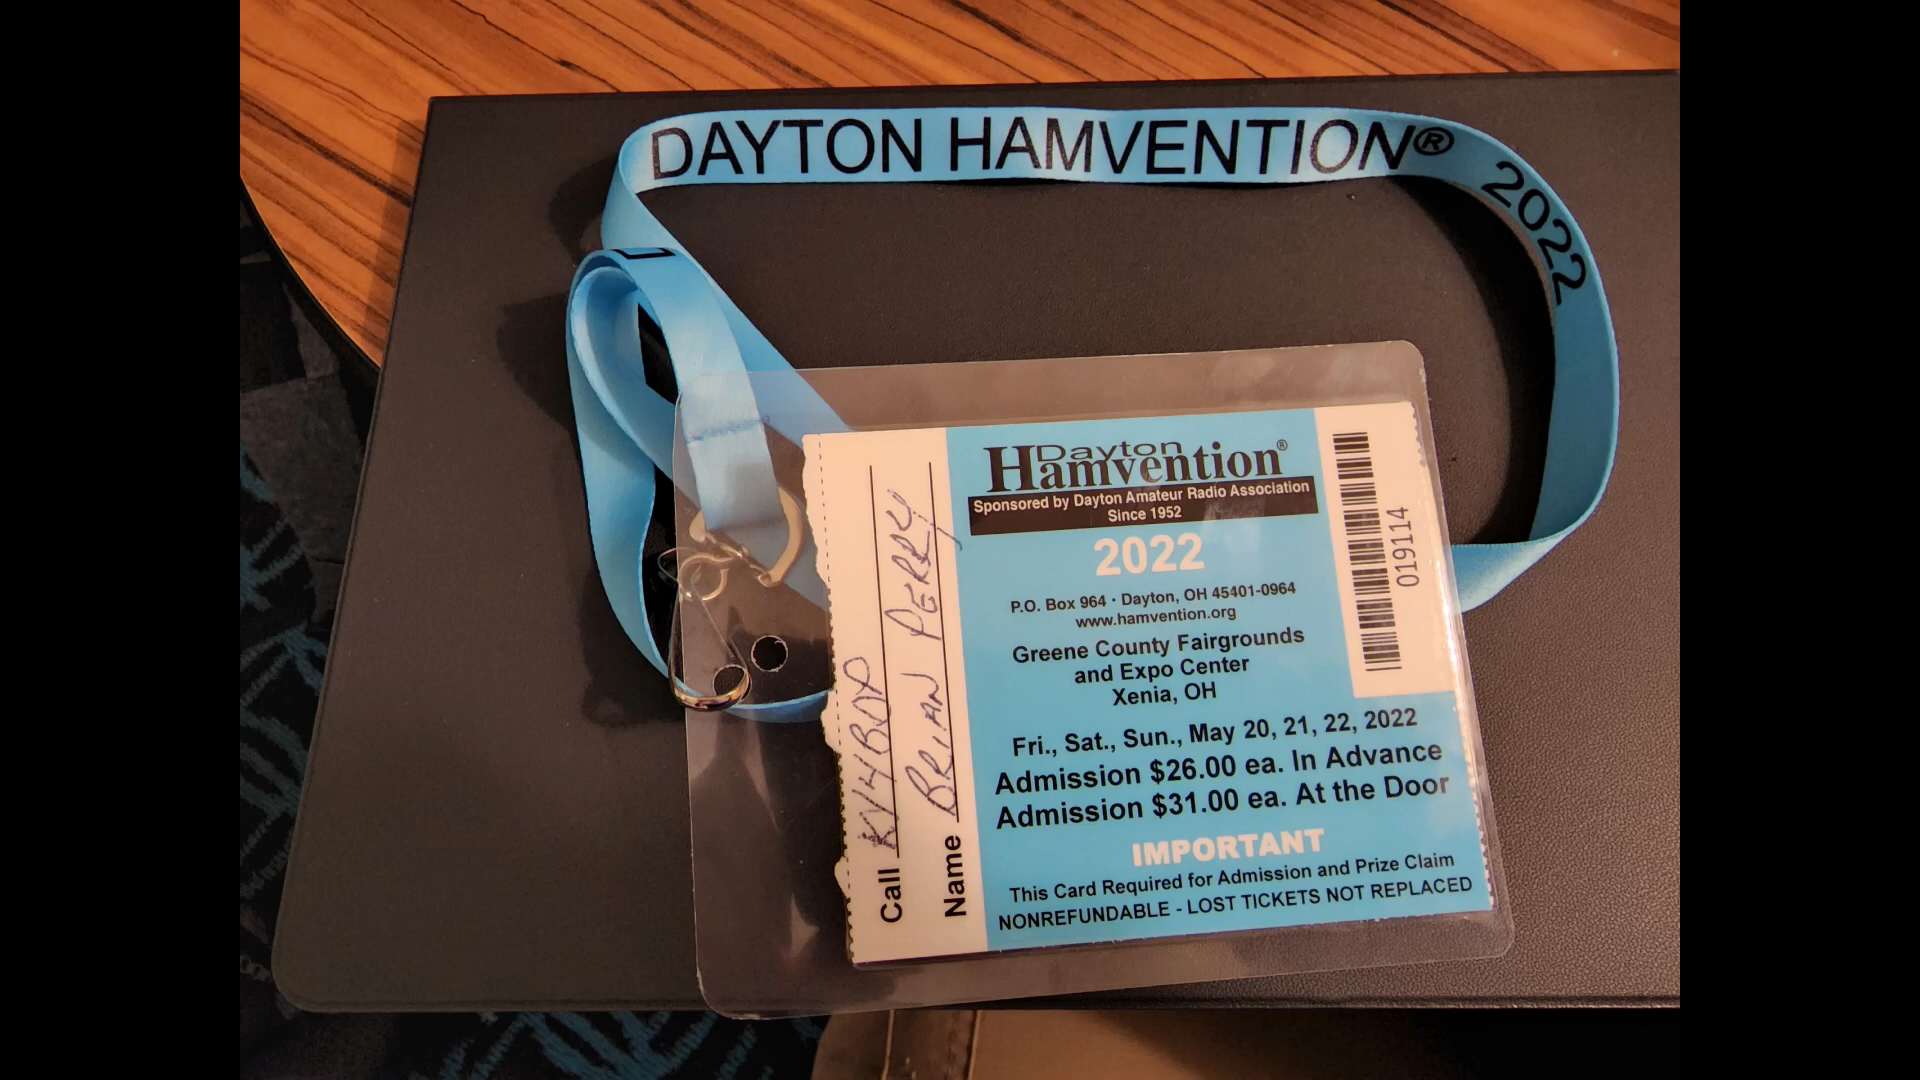 DAYTON HAMVENTION® 2022
Dayton
Hamvention®
Sponsored by Dayton Amateur Radio Association
Since 1952
2022
P.O. Box 964 · Dayton, OH 45401-0964
www.hamvention.org
Greene County Fairgrounds
and Expo Center
Xenia, OH
Fri., Sat., Sun., May 20, 21, 22, 2022
Admission $26.00 ea. In Advance
Admission $31.00 ea. At the Door
IMPORTANT
This Card Required for Admission and Prize Claim
NONREFUNDABLE - LOST TICKETS NOT REPLACED
019114
Call
Name BRIAN PERRY